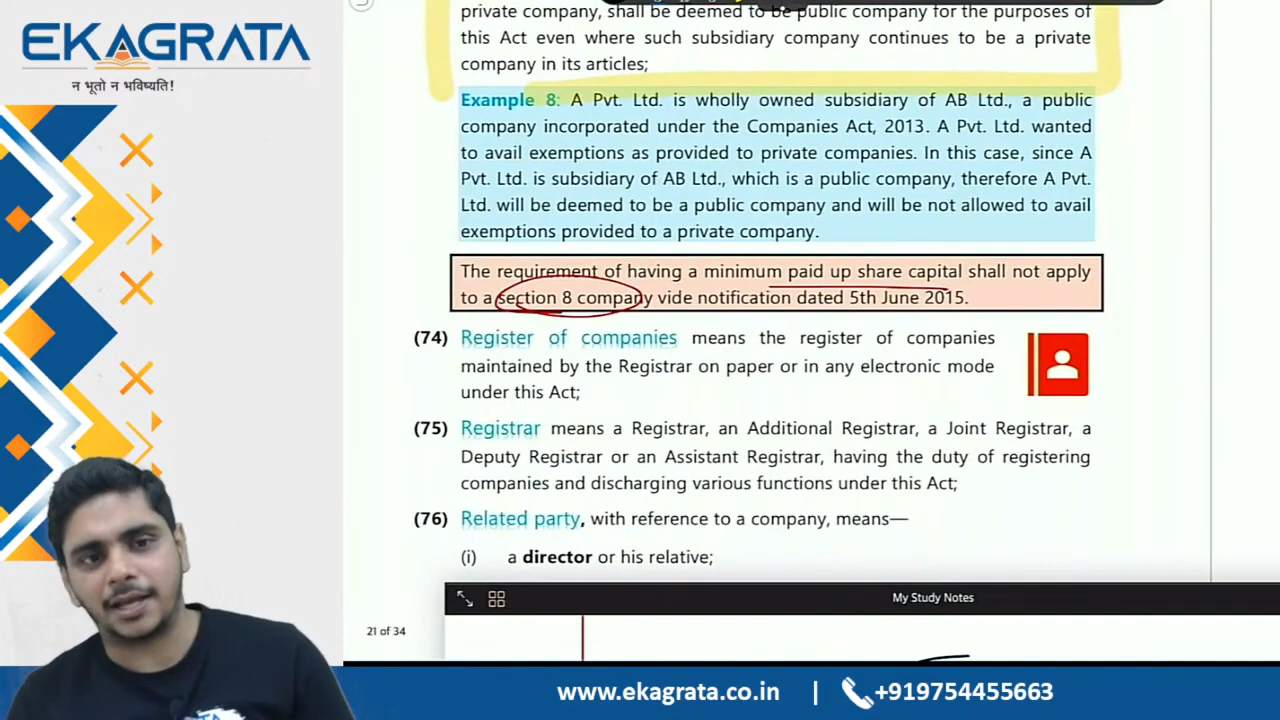 EKAGRATA
न भूतो न भविष्यति!
private company, shall be deemed to be public company for the purposes of
this Act even where such subsidiary company continues to be a private
company in its articles;
Example 8: A Pvt. Ltd. is wholly owned subsidiary of AB Ltd., a public
company incorporated under the Companies Act, 2013. A Pvt. Ltd. wanted
to avail exemptions as provided to private companies. In this case, since A
Pvt. Ltd. is subsidiary of AB Ltd., which is a public company, therefore A Pvt.
Ltd. will be deemed to be a public company and will be not allowed to avail
exemptions provided to a private company.
The requirement of having a minimum paid up share capital shall not apply
to a section 8 company vide notification dated 5th June 2015.
(74) Register of companies means the register of companies
maintained by the Registrar on paper or in any electronic mode
under this Act;
(75) Registrar means a Registrar, an Additional Registrar, a Joint Registrar, a
Deputy Registrar or an Assistant Registrar, having the duty of registering
companies and discharging various functions under this Act;
(76) Related party, with reference to a company, means—
(i) a director or his relative;
My Study Notes
21 of 34
www.ekagrata.co.in | +919754455663